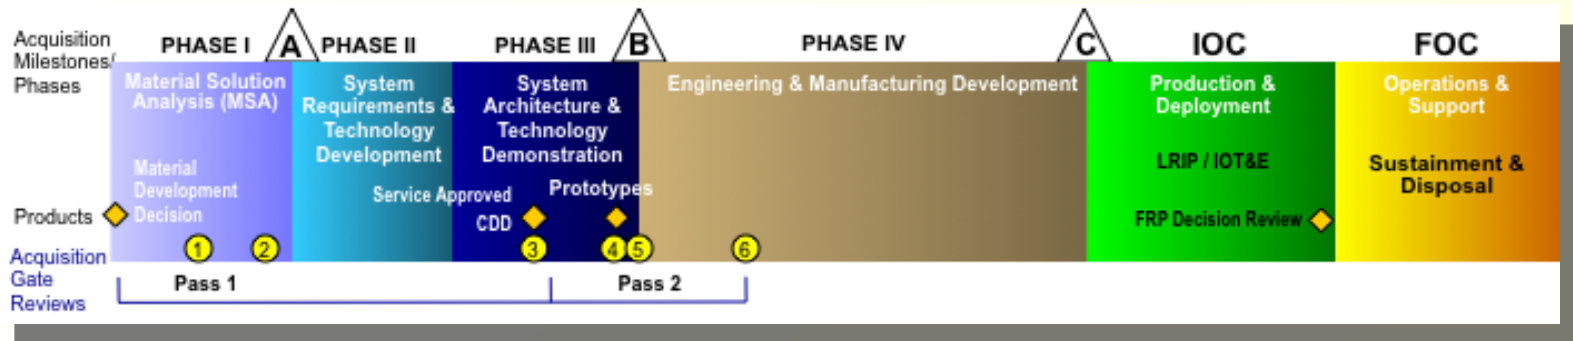 Acquisition
Milestones/
Phases
PHASE I
A
PHASE II
PHASE III
B
PHASE IV
C
IOC
FOC
Material Solution
Analysis (MSA)
System
Requirements &
Technology
Development
System
Architecture &
Technology
Demonstration
Engineering & Manufacturing Development
Production &
Deployment
Operations &
Support
Material
Development
Decision
Service Approved
CDD
Prototypes
LRIP / IOT&E
FRP Decision Review
Sustainment &
Disposal
Products
Acquisition
Gate
Reviews
1
2
3
4
5
6
Pass 1
Pass 2